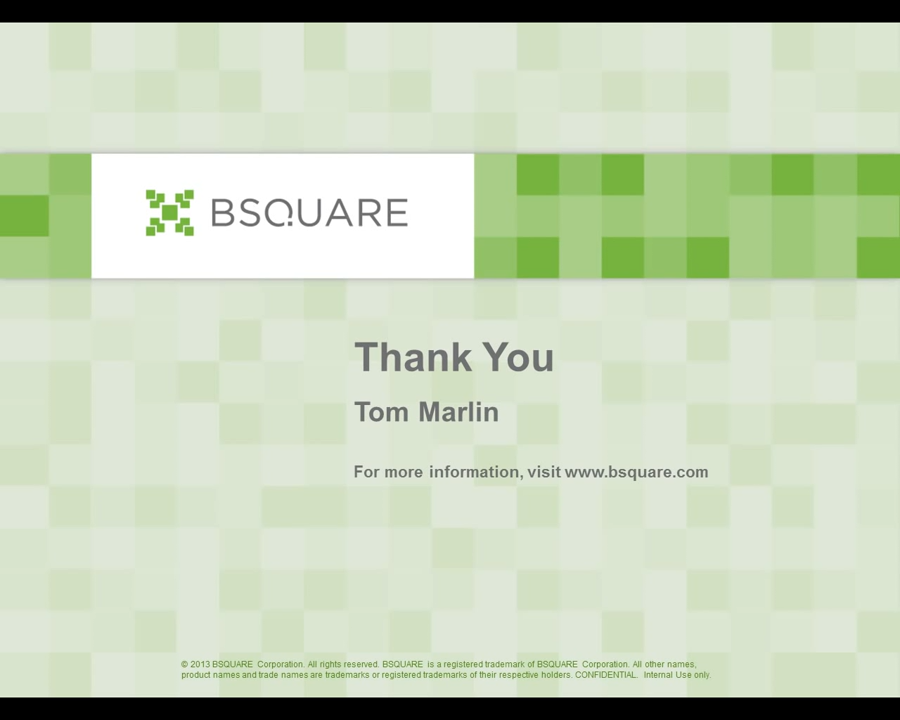 BSQUARE
Thank You
Tom Marlin
For more information, visit www.bsquare.com
© 2013 BSQUARE Corporation. All rights reserved. BSQUARE is a registered trademark of BSQUARE Corporation. All other names,
product names and trade names are trademarks or registered trademarks of their respective holders. CONFIDENTIAL. Internal Use only.